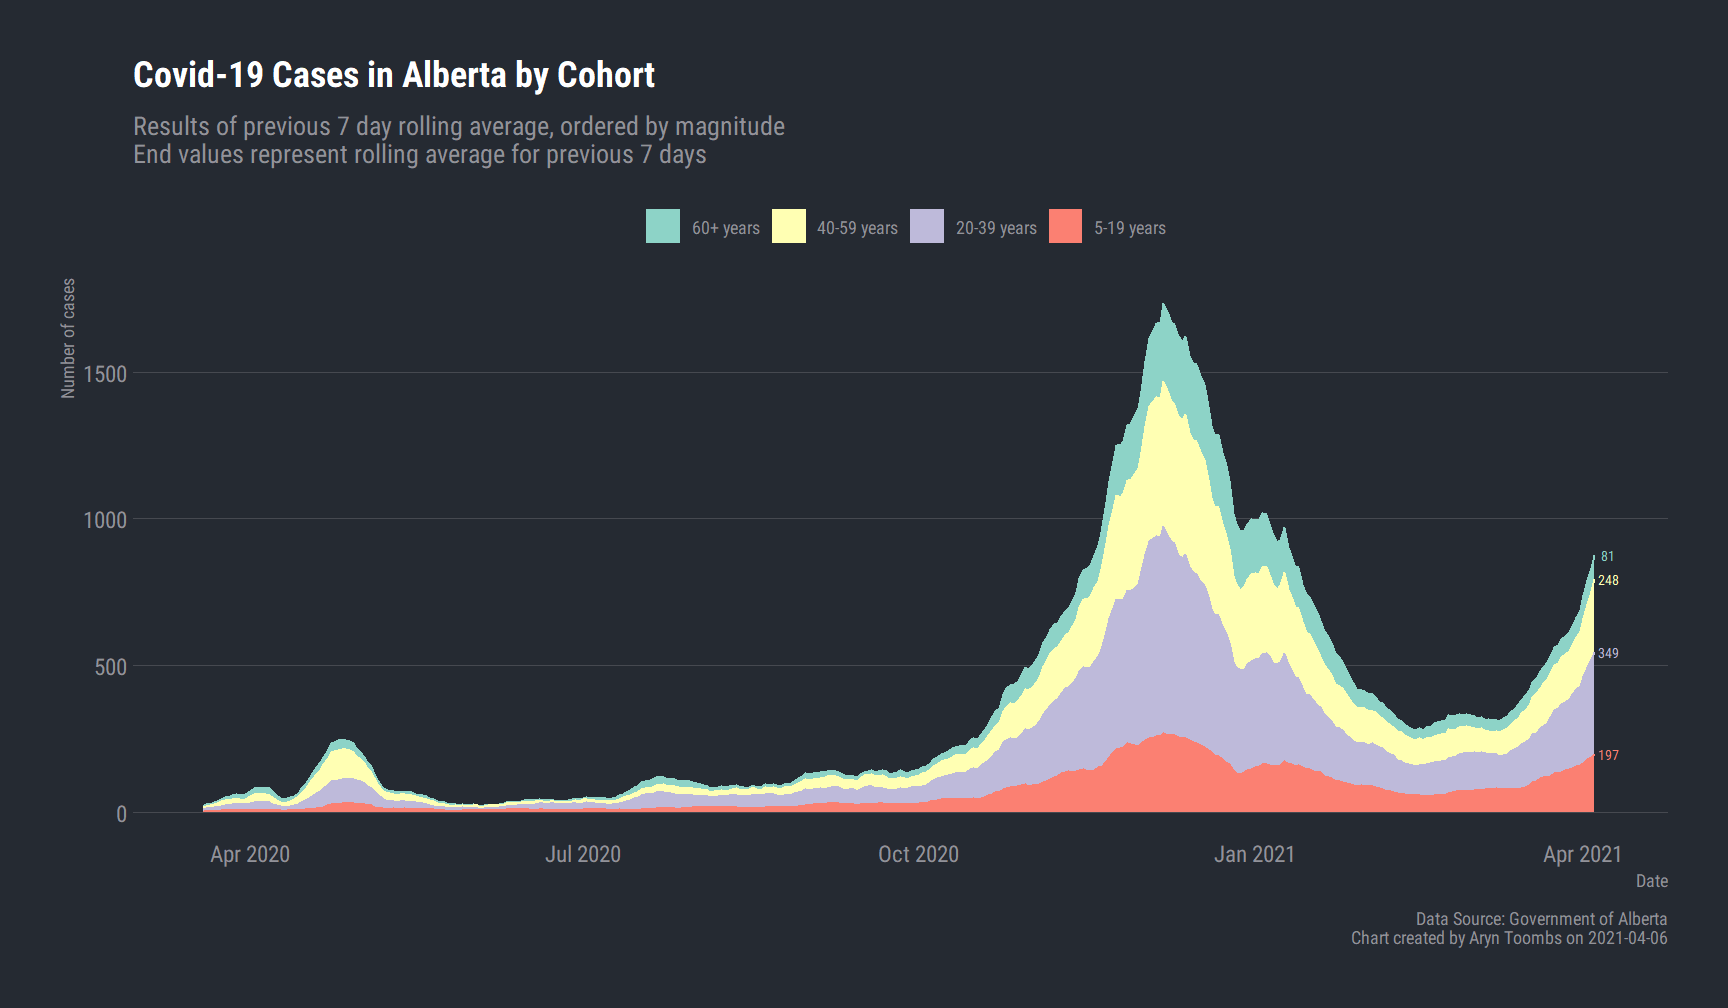 Covid-19 Cases in Alberta by Cohort
Results of previous 7 day rolling average, ordered by magnitude
End values represent rolling average for previous 7 days
60+ years 40-59 years 20-39 years 5-19 years
Number of cases
1500
1000
500
0
81
248
349
197
Apr 2020 Jul 2020 Oct 2020 Jan 2021 Apr 2021
Date
Data Source: Government of Alberta
Chart created by Aryn Toombs on 2021-04-06